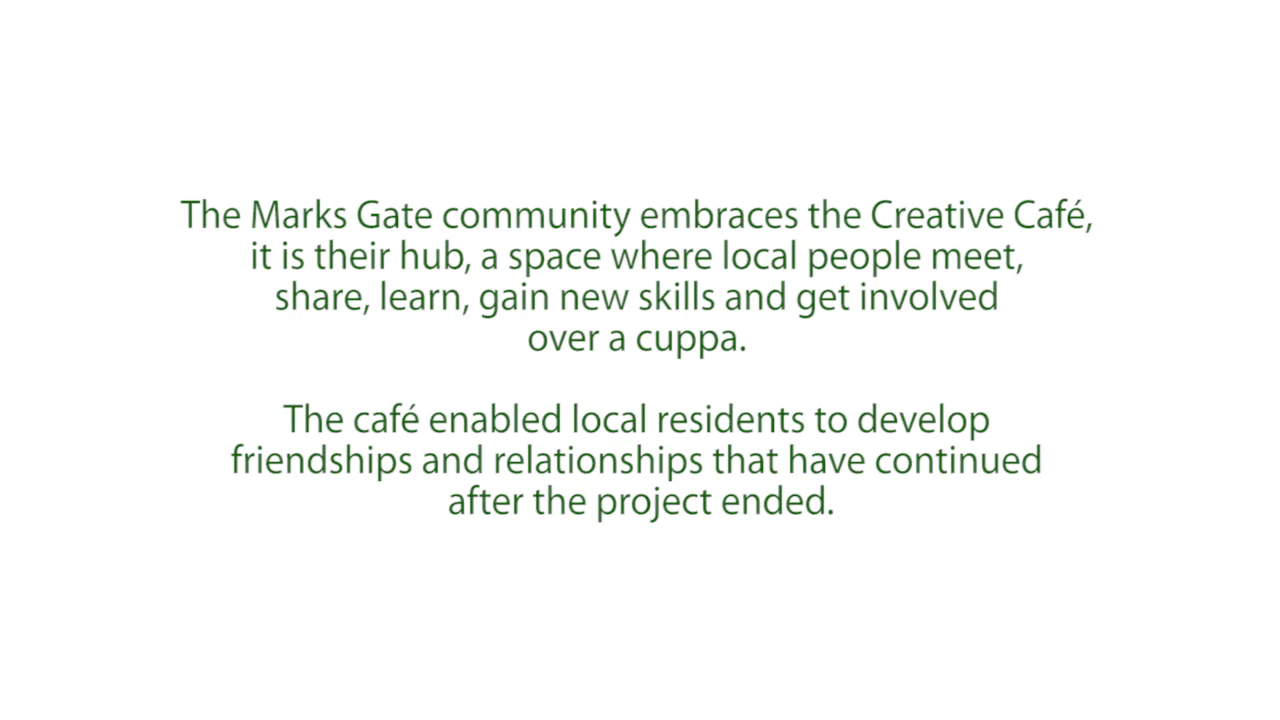 The Marks Gate community embraces the Creative Café,
it is their hub, a space where local people meet,
share, learn, gain new skills and get involved
over a cuppa.
The café enabled local residents to develop
friendships and relationships that have continued
after the project ended.